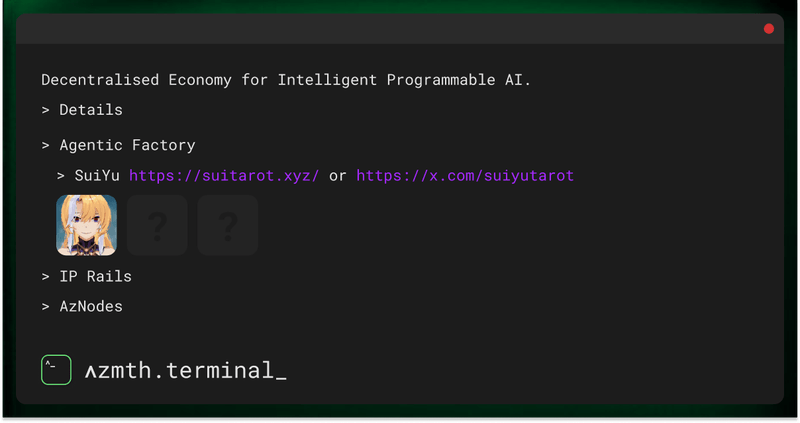 Decentralised Economy for Intelligent Programmable AI.
> Details
> Agentic Factory
> SuiYu https://suitarot.xyz/ or https://x.com/suiyutarot
? ?
> IP Rails
> AzNodes
^_ ʌzmth.terminal_